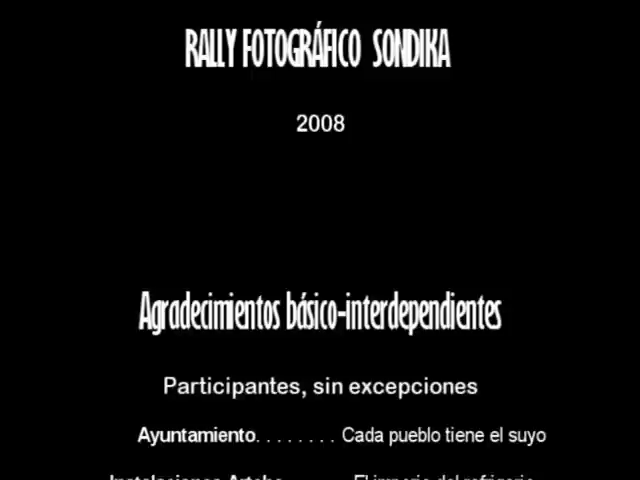 RALLY FOTOGRÁFICO SONDIKA
2008
Agradecimientos básico-interdependientes
Participantes, sin excepciones
Ayuntamiento. . . . . . . . Cada pueblo tiene el suyo